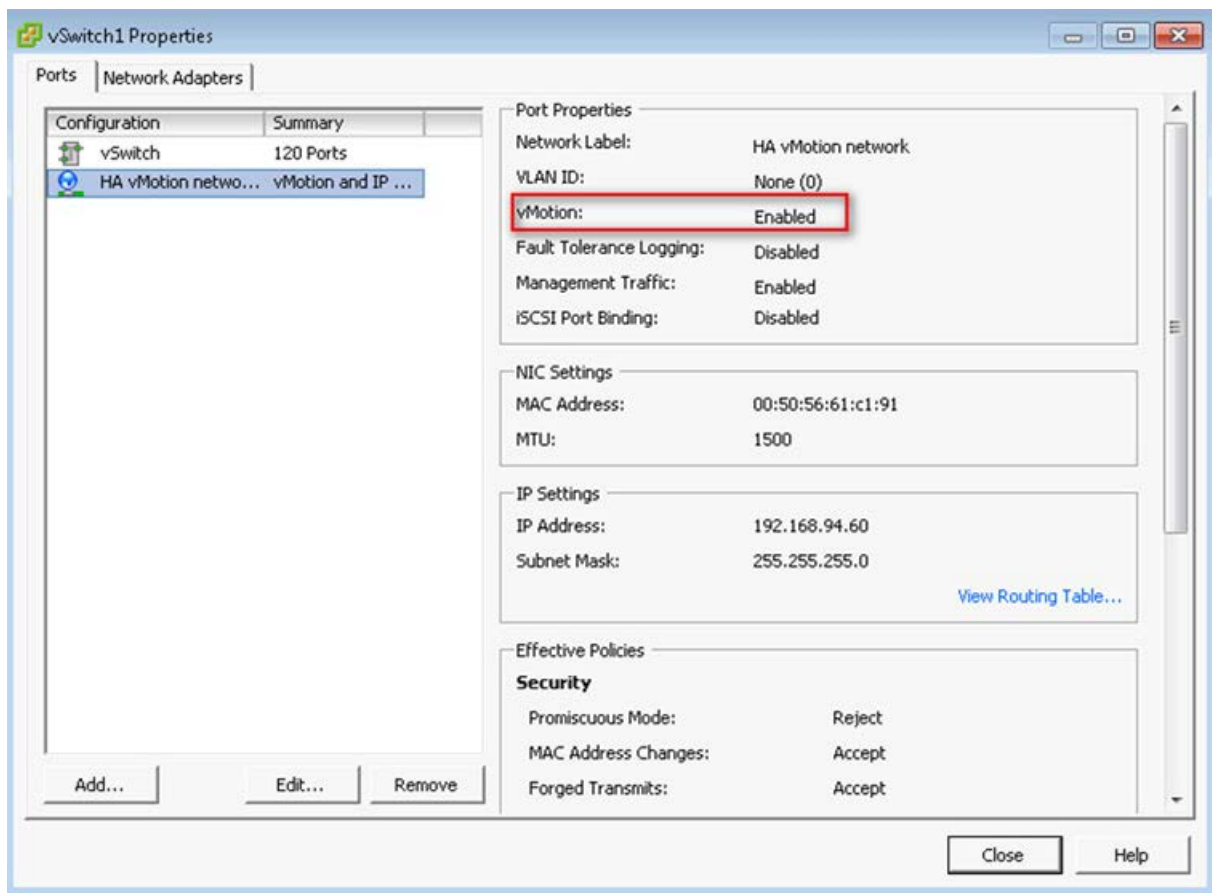 vSwitch1 Properties
Ports Network Adapters
Configuration Summary
vSwitch 120 Ports
HA vMotion netwo... vMotion and IP ...
Add... Edit... Remove
Port Properties
Network Label: HA vMotion network
VLAN ID: None (0)
vMotion: Enabled
Fault Tolerance Logging: Disabled
Management Traffic: Enabled
iSCSI Port Binding: Disabled
NIC Settings
MAC Address: 00:50:56:61:c1:91
MTU: 1500
IP Settings
IP Address: 192.168.94.60
Subnet Mask: 255.255.255.0
View Routing Table...
Effective Policies
Security
Promiscuous Mode: Reject
MAC Address Changes: Accept
Forged Transmits: Accept
Close Help